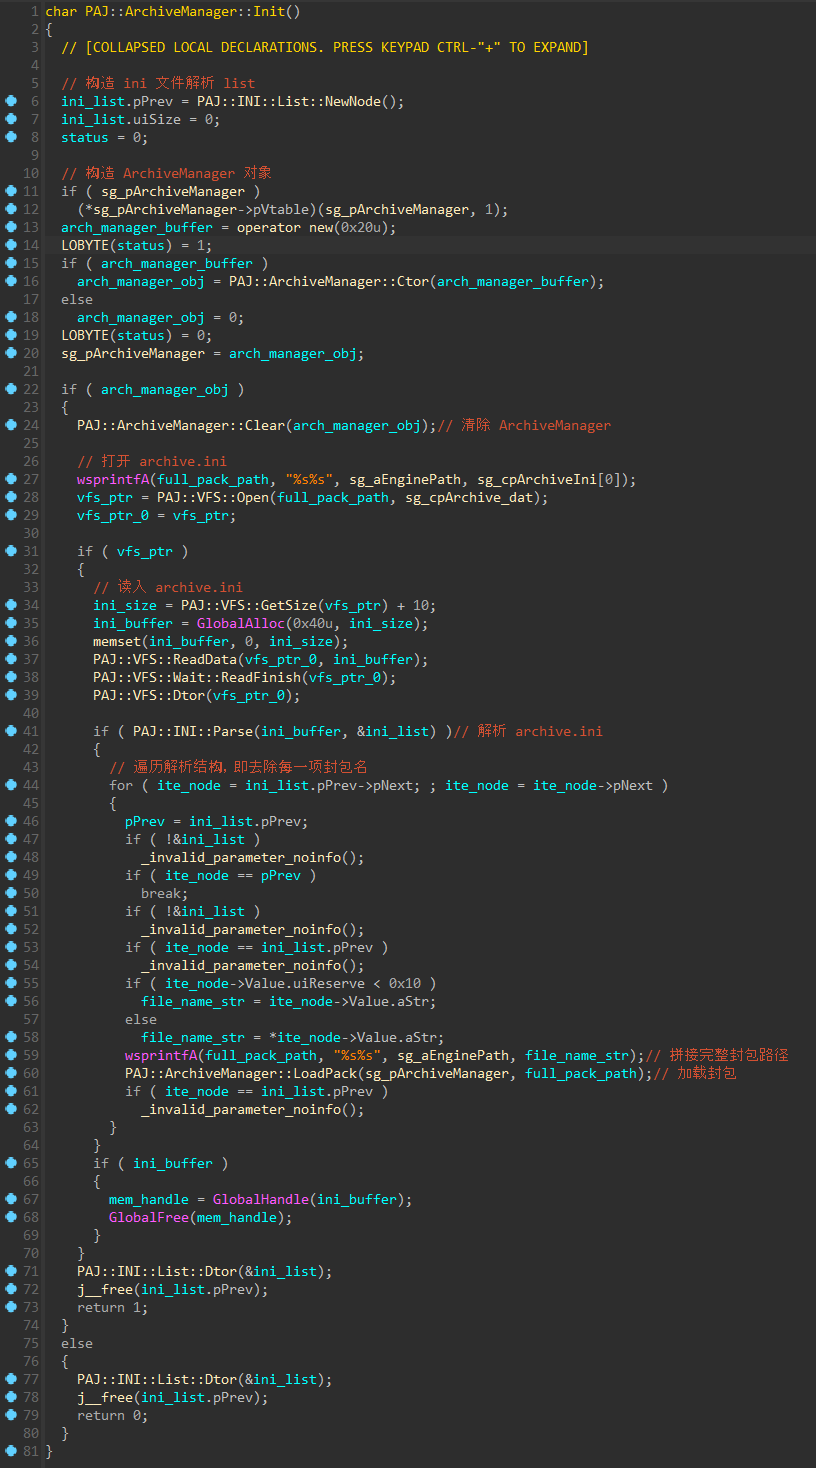 1 char PAJ::ArchiveManager::Init()
2 {
3   // [COLLAPSED LOCAL DECLARATIONS. PRESS KEYPAD CTRL-"+" TO EXPAND]
4
5   // 构造 ini 文件解析 list
6   ini_list.pPrev = PAJ::INI::List::NewNode();
7   ini_list.uiSize = 0;
8   status = 0;
9
10   // 构造 ArchiveManager 对象
11   if ( sg_pArchiveManager )
12     (*sg_pArchiveManager->pVtable)(sg_pArchiveManager, 1);
13   arch_manager_buffer = operator new(0x20u);
14   LOBYTE(status) = 1;
15   if ( arch_manager_buffer )
16     arch_manager_obj = PAJ::ArchiveManager::Ctor(arch_manager_buffer);
17   else
18     arch_manager_obj = 0;
19   LOBYTE(status) = 0;
20   sg_pArchiveManager = arch_manager_obj;
21
22   if ( arch_manager_obj )
23   {
24     PAJ::ArchiveManager::Clear(arch_manager_obj);// 清除 ArchiveManager
25
26     // 打开 archive.ini
27     wsprintfA(full_pack_path, "%s%s", sg_aEnginePath, sg_cpArchiveIni[0]);
28     vfs_ptr = PAJ::VFS::Open(full_pack_path, sg_cpArchive_dat);
29     vfs_ptr_0 = vfs_ptr;
30
31     if ( vfs_ptr )
32     {
33       // 读入 archive.ini
34       ini_size = PAJ::VFS::GetSize(vfs_ptr) + 10;
35       ini_buffer = GlobalAlloc(0x40u, ini_size);
36       memset(ini_buffer, 0, ini_size);
37       PAJ::VFS::ReadData(vfs_ptr_0, ini_buffer);
38       PAJ::VFS::Wait::ReadFinish(vfs_ptr_0);
39       PAJ::VFS::Dtor(vfs_ptr_0);
40
41       if ( PAJ::INI::Parse(ini_buffer, &ini_list) )// 解析 archive.ini
42       {
43         // 遍历解析结构，即去除每一项封包名
44         for ( ite_node = ini_list.pPrev->pNext; ; ite_node = ite_node->pNext )
45         {
46           pPrev = ini_list.pPrev;
47           if ( !&ini_list )
48             _invalid_parameter_noinfo();
49           if ( ite_node == pPrev )
50             break;
51           if ( !&ini_list )
52             _invalid_parameter_noinfo();
53           if ( ite_node == ini_list.pPrev )
54             _invalid_parameter_noinfo();
55           if ( ite_node->Value.uiReserve < 0x10 )
56             file_name_str = ite_node->Value.aStr;
57           else
58             file_name_str = *ite_node->Value.aStr;
59           wsprintfA(full_pack_path, "%s%s", sg_aEnginePath, file_name_str);// 拼接完整封包路径
60           PAJ::ArchiveManager::LoadPack(sg_pArchiveManager, full_pack_path);// 加载封包
61           if ( ite_node == ini_list.pPrev )
62             _invalid_parameter_noinfo();
63         }
64       }
65       if ( ini_buffer )
66       {
67         mem_handle = GlobalHandle(ini_buffer);
68         GlobalFree(mem_handle);
69       }
70     }
71     PAJ::INI::List::Dtor(&ini_list);
72     j__free(ini_list.pPrev);
73     return 1;
74   }
75   else
76   {
77     PAJ::INI::List::Dtor(&ini_list);
78     j__free(ini_list.pPrev);
79     return 0;
80   }
81 }